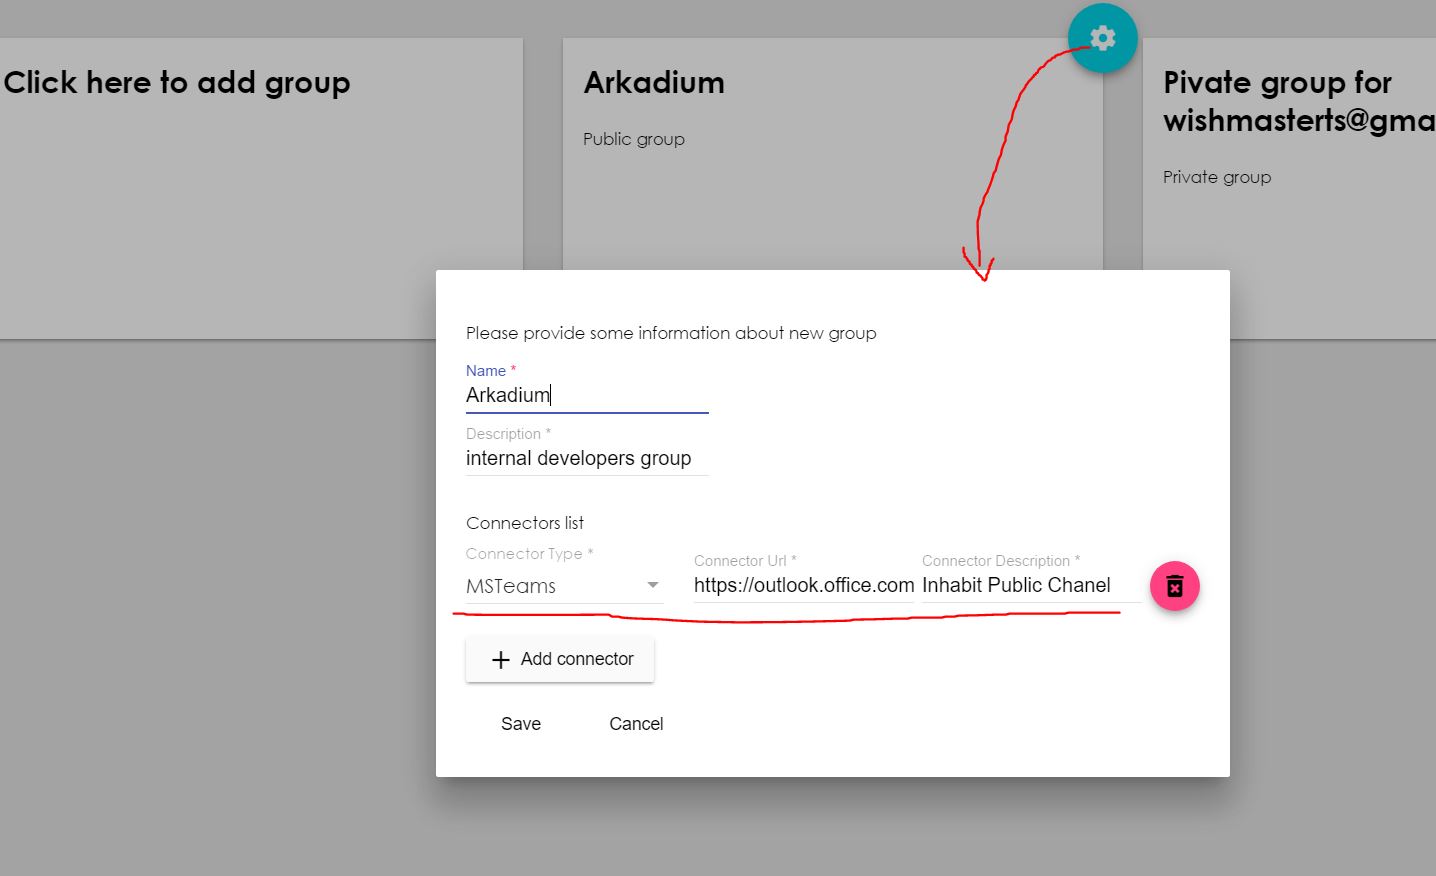 Click here to add group
Arkadium
Public group
Pivate group for
wishmasterts@gma
Private group
Please provide some information about new group
Name *
Arkadium
Description *
internal developers group
Connectors list
Connector Type * Connector Url * Connector Description *
MSTeams https://outlook.office.com Inhabit Public Chanel
Add connector
Save Cancel